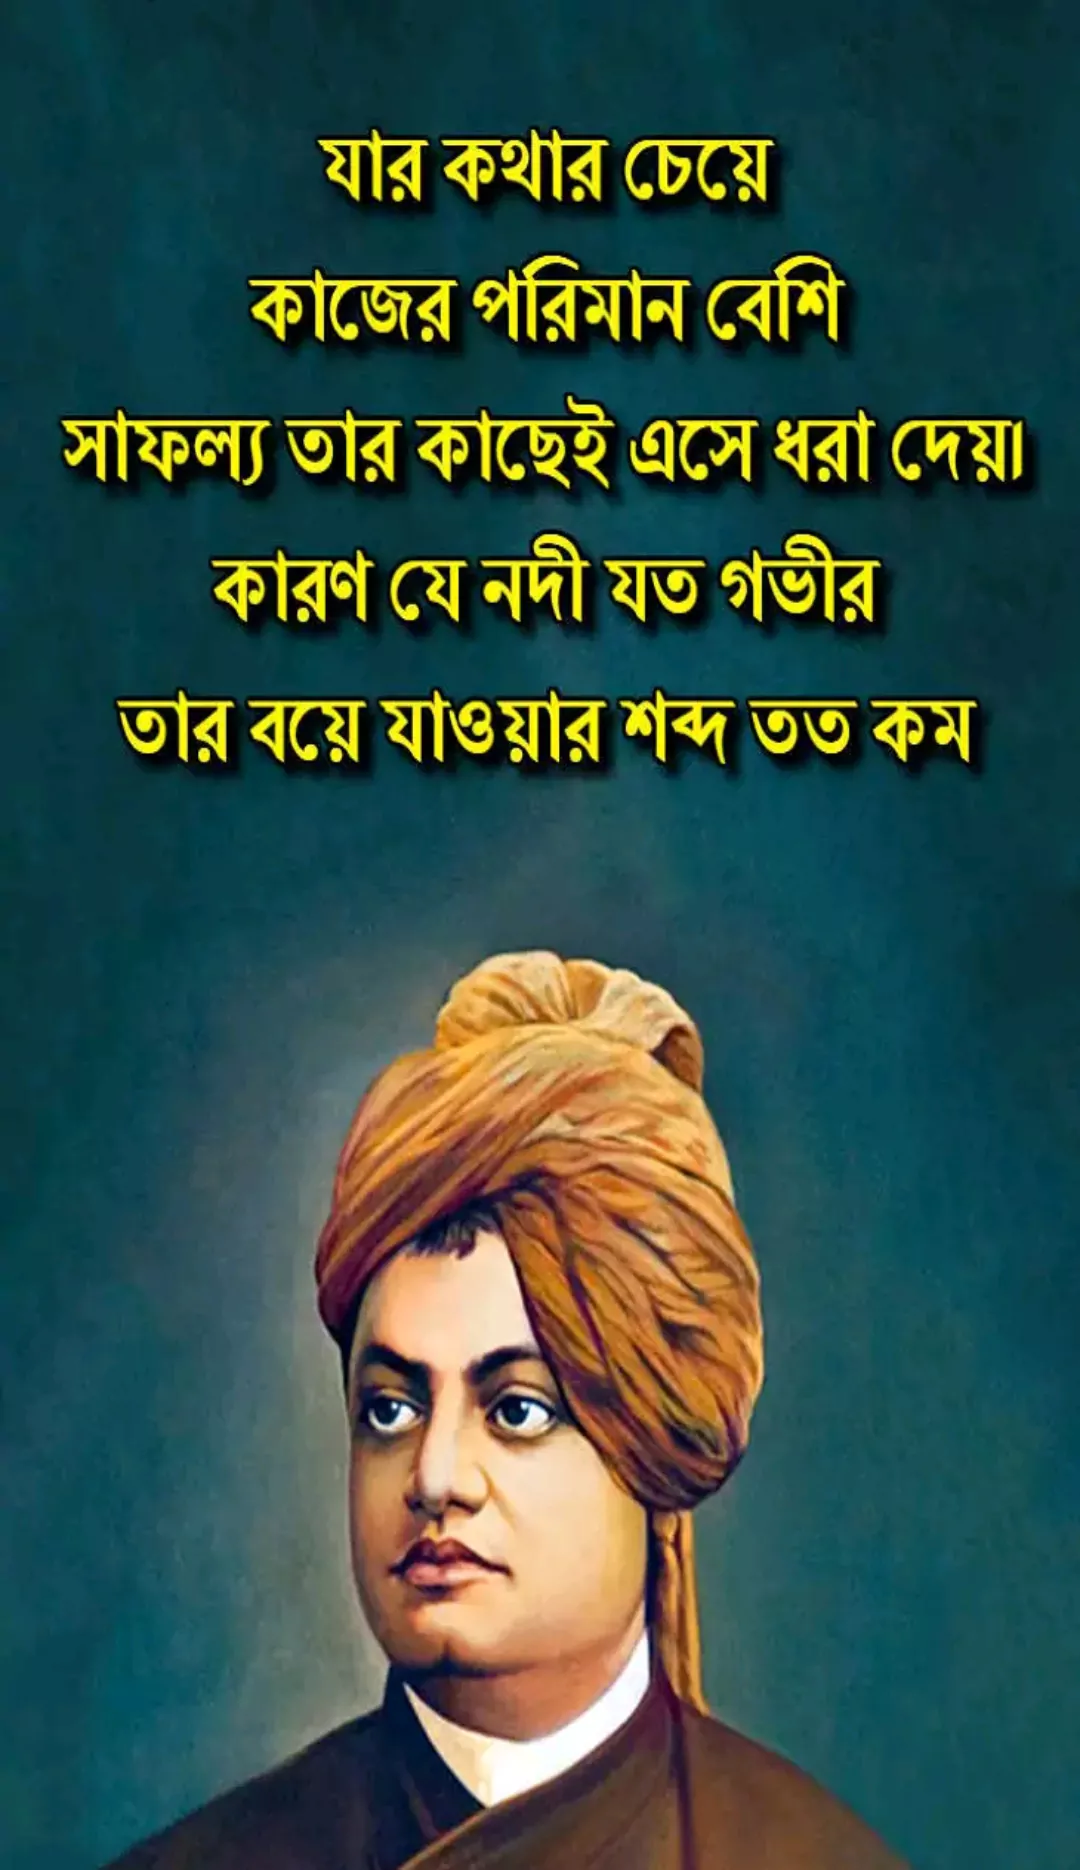 যার কথার চেয়ে
কাজের পরিমান বেশি
সাফল্য তার কাছেই এসে ধরা দেয়।
কারণ যে নদী যত গভীর
তার বয়ে যাওয়ার শব্দ তত কম